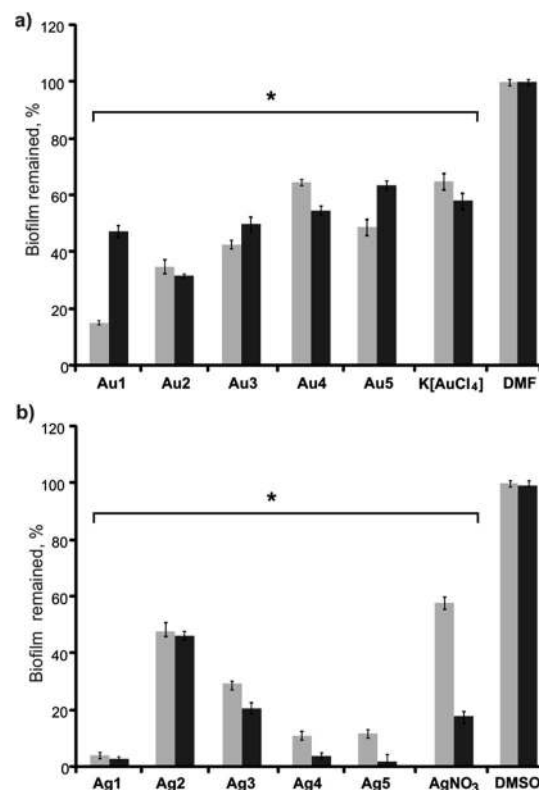 a)
Biofilm remained, %
120
100
80
60
40
20
0
*
Au1 Au2 Au3 Au4 Au5 K[AuCl₄] DMF
b)
Biofilm remained, %
120
100
80
60
40
20
0
*
Ag1 Ag2 Ag3 Ag4 Ag5 AgNO₃ DMSO